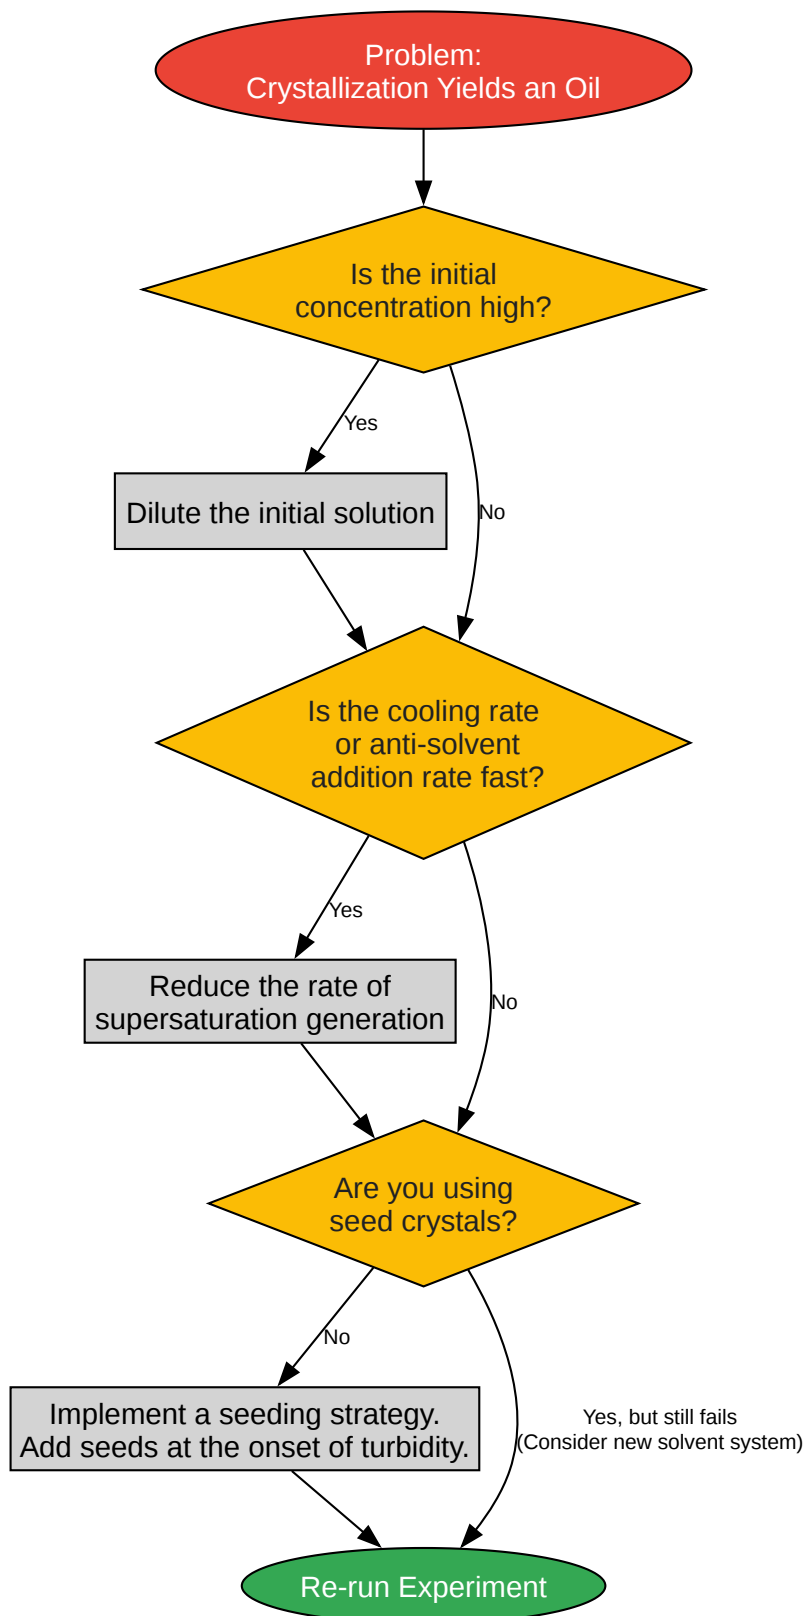 Problem:
Crystallization Yields an Oil
Is the initial
concentration high?
Yes
Dilute the initial solution
No
Is the cooling rate
or anti-solvent
addition rate fast?
Yes
Reduce the rate of
supersaturation generation
No
Are you using
seed crystals?
No
Implement a seeding strategy.
Add seeds at the onset of turbidity.
Yes, but still fails
(Consider new solvent system)
Re-run Experiment